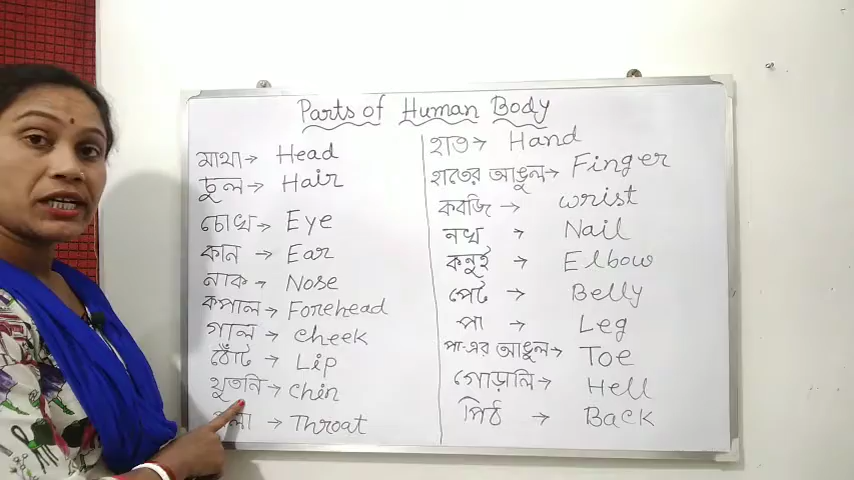 Parts of Human Body
মাথা → Head
চুল → Hair
চোখ → Eye
কান → Ear
নাক → Nose
কপাল → Forehead
গাল → cheek
ঠোঁট → Lip
থুতনি → Chin
গলা → Throat
হাত → Hand
হাতের আঙুল → Finger
কবজি → wrist
নখ → Nail
কনুই → Elbow
পেট → Belly
পা → Leg
পা-এর আঙুল → Toe
গোড়ালি → Hell
পিঠ → Back